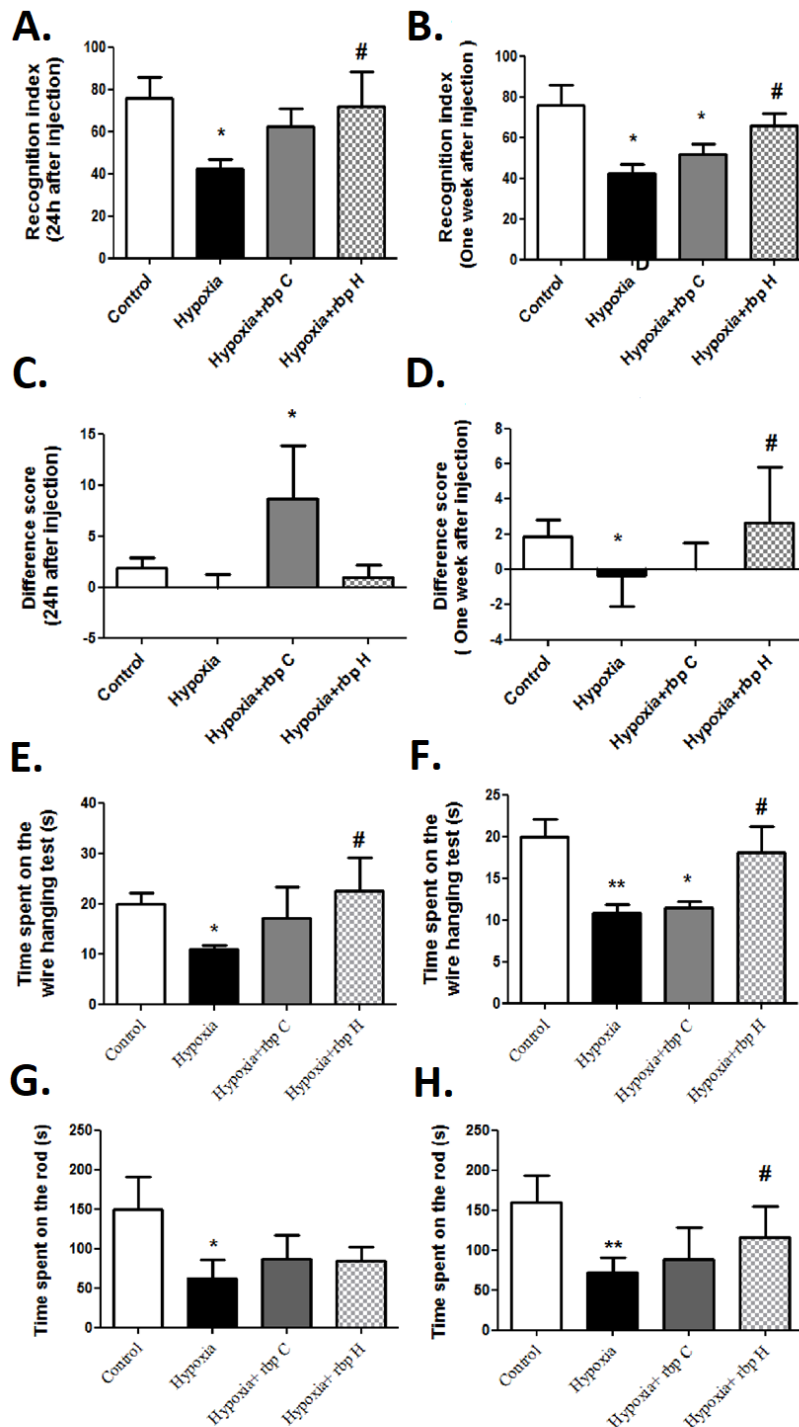 A.
Recognition index
(24h after injection)
100
80
60
40
20
0
*
#
Control
Hypoxia
Hypoxia+rbp C
Hypoxia+rbp H
B.
Recognition index
(One week after injection )
100
80
60
40
20
0
*
*
#
D
Control
Hypoxia
Hypoxia+rbp C
Hypoxia+rbp H
C.
Difference score
(24h after injection)
15
10
5
0
-5
*
Control
Hypoxia
Hypoxia+rbp C
Hypoxia+rbp H
D.
Difference score
( One week after injection)
8
6
4
2
0
-2
-4
*
#
Control
Hypoxia
Hypoxia+rbp C
Hypoxia+rbp H
E.
Time spent on the
wire hanging test (s)
40
30
20
10
0
*
#
Control
Hypoxia
Hypoxia+rbp C
Hypoxia+rbp H
F.
Time spent on the
wire hanging test (s)
25
20
15
10
5
0
**
*
#
Control
Hypoxia
Hypoxia+rbp C
Hypoxia+rbp H
G.
Time spent on the rod (s)
250
200
150
100
50
0
*
Control
Hypoxia
Hypoxia+ rbp C
Hypoxia+ rbp H
H.
Time spent on the rod (s)
250
200
150
100
50
0
**
#
Control
Hypoxia
Hypoxia+ rbp C
Hypoxia+ rbp H